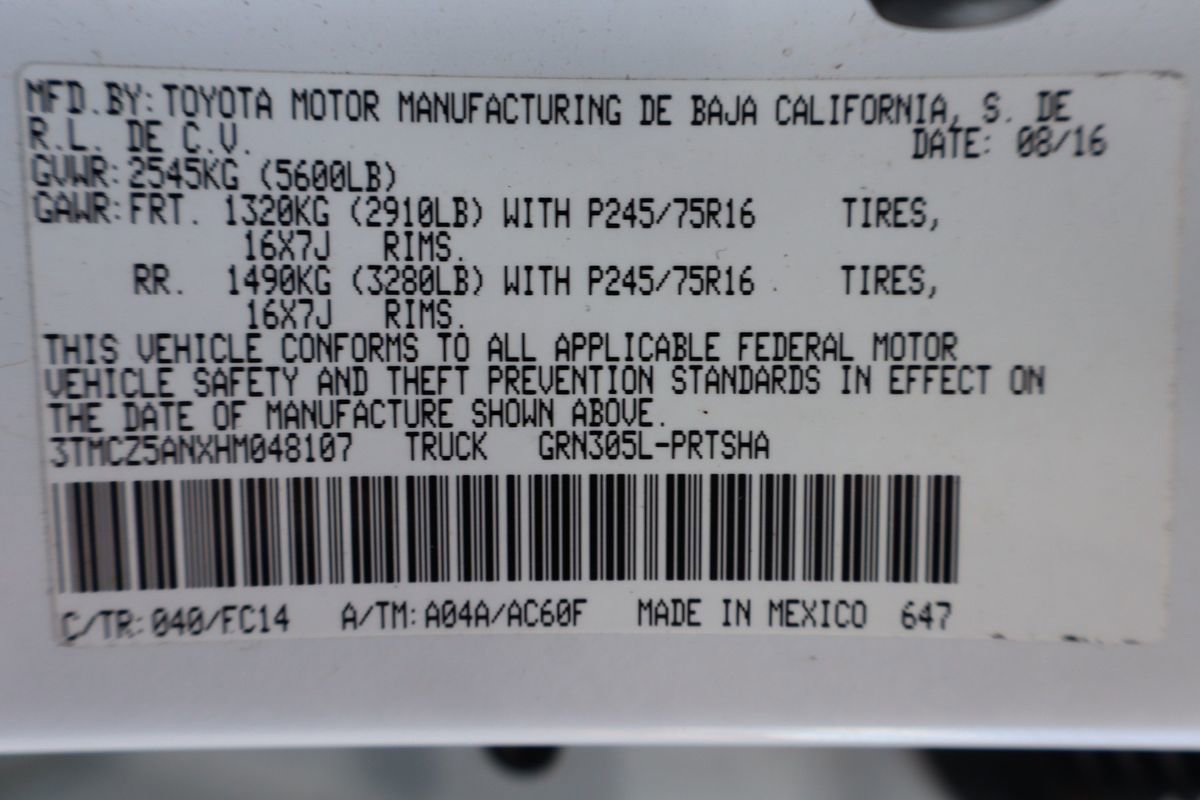 MFD.BY: TOYOTA MOTOR MANUFACTURING DE BAJA CALIFORNIA, S. DE
R.L. DE C.V. DATE: 08/16
GVWR: 2545KG (5600LB)
GAWR: FRT. 1320KG (2910LB) WITH P245/75R16 TIRES,
16X7J RIMS.
RR. 1490KG (3280LB) WITH P245/75R16 TIRES,
16X7J RIMS.
THIS VEHICLE CONFORMS TO ALL APPLICABLE FEDERAL MOTOR
VEHICLE SAFETY AND THEFT PREVENTION STANDARDS IN EFFECT ON
THE DATE OF MANUFACTURE SHOWN ABOVE.
3TMCZ5ANXHM048107 TRUCK GRN305L-PRTSHA
C/TR: 040/FC14 A/TM: A04A/AC60F MADE IN MEXICO 647